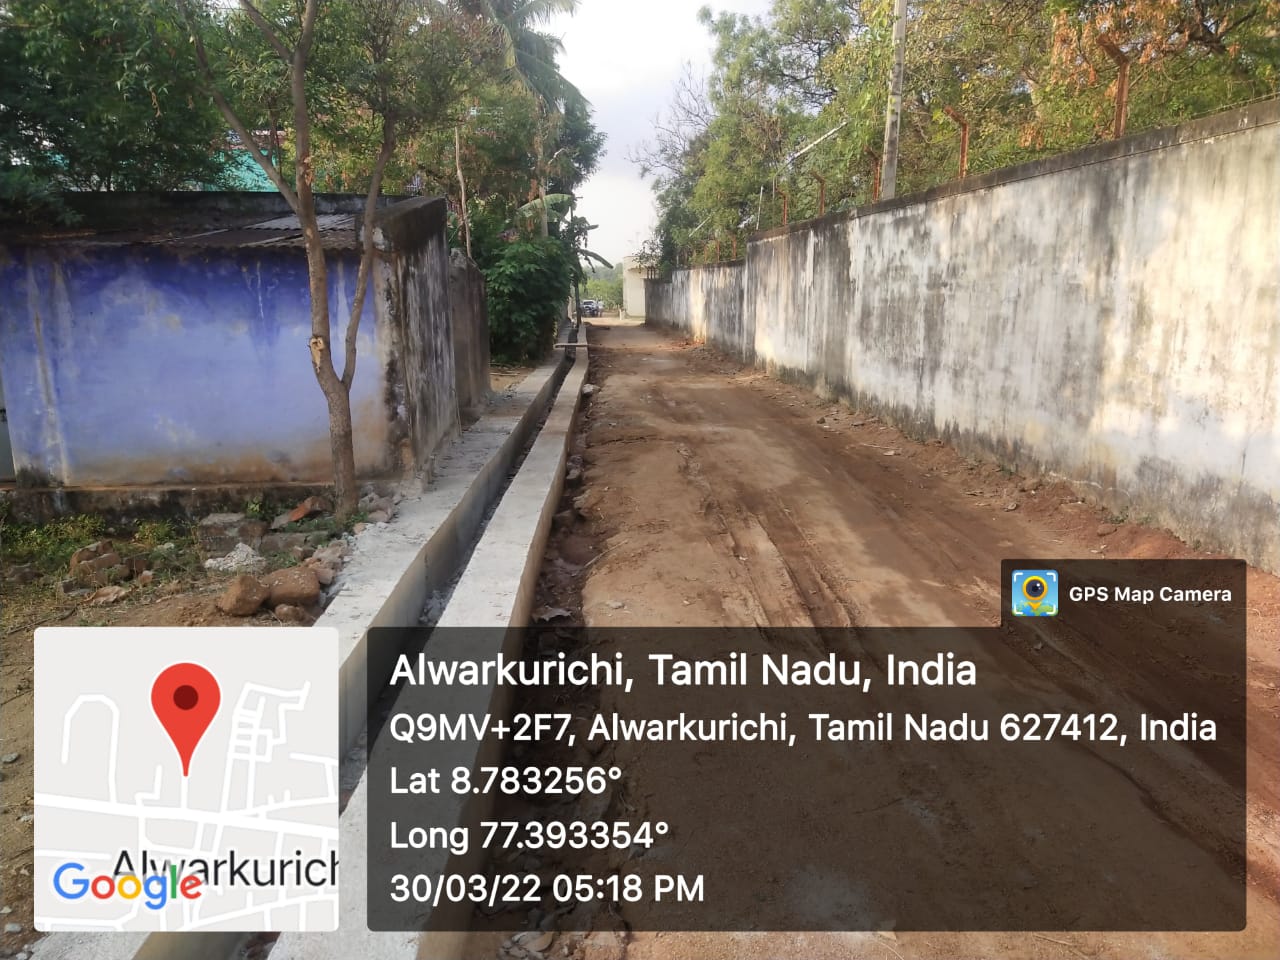 GPS Map Camera
Alwarkurichi, Tamil Nadu, India
Q9MV+2F7, Alwarkurichi, Tamil Nadu 627412, India
Lat 8.783256°
Long 77.393354°
30/03/22 05:18 PM
Alwarkurich
Google